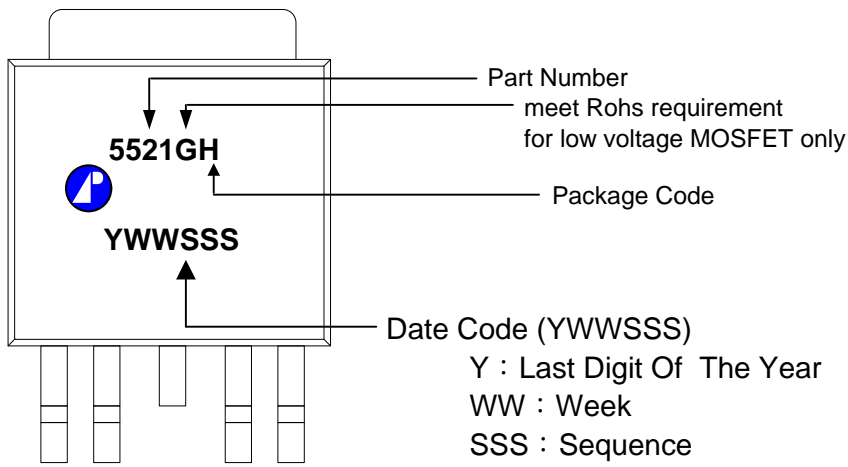 Part Number
meet Rohs requirement
for low voltage MOSFET only
5521GH
Package Code
YWWSSS
Date Code (YWWSSS)
Y：Last Digit Of The Year
WW：Week
SSS：Sequence